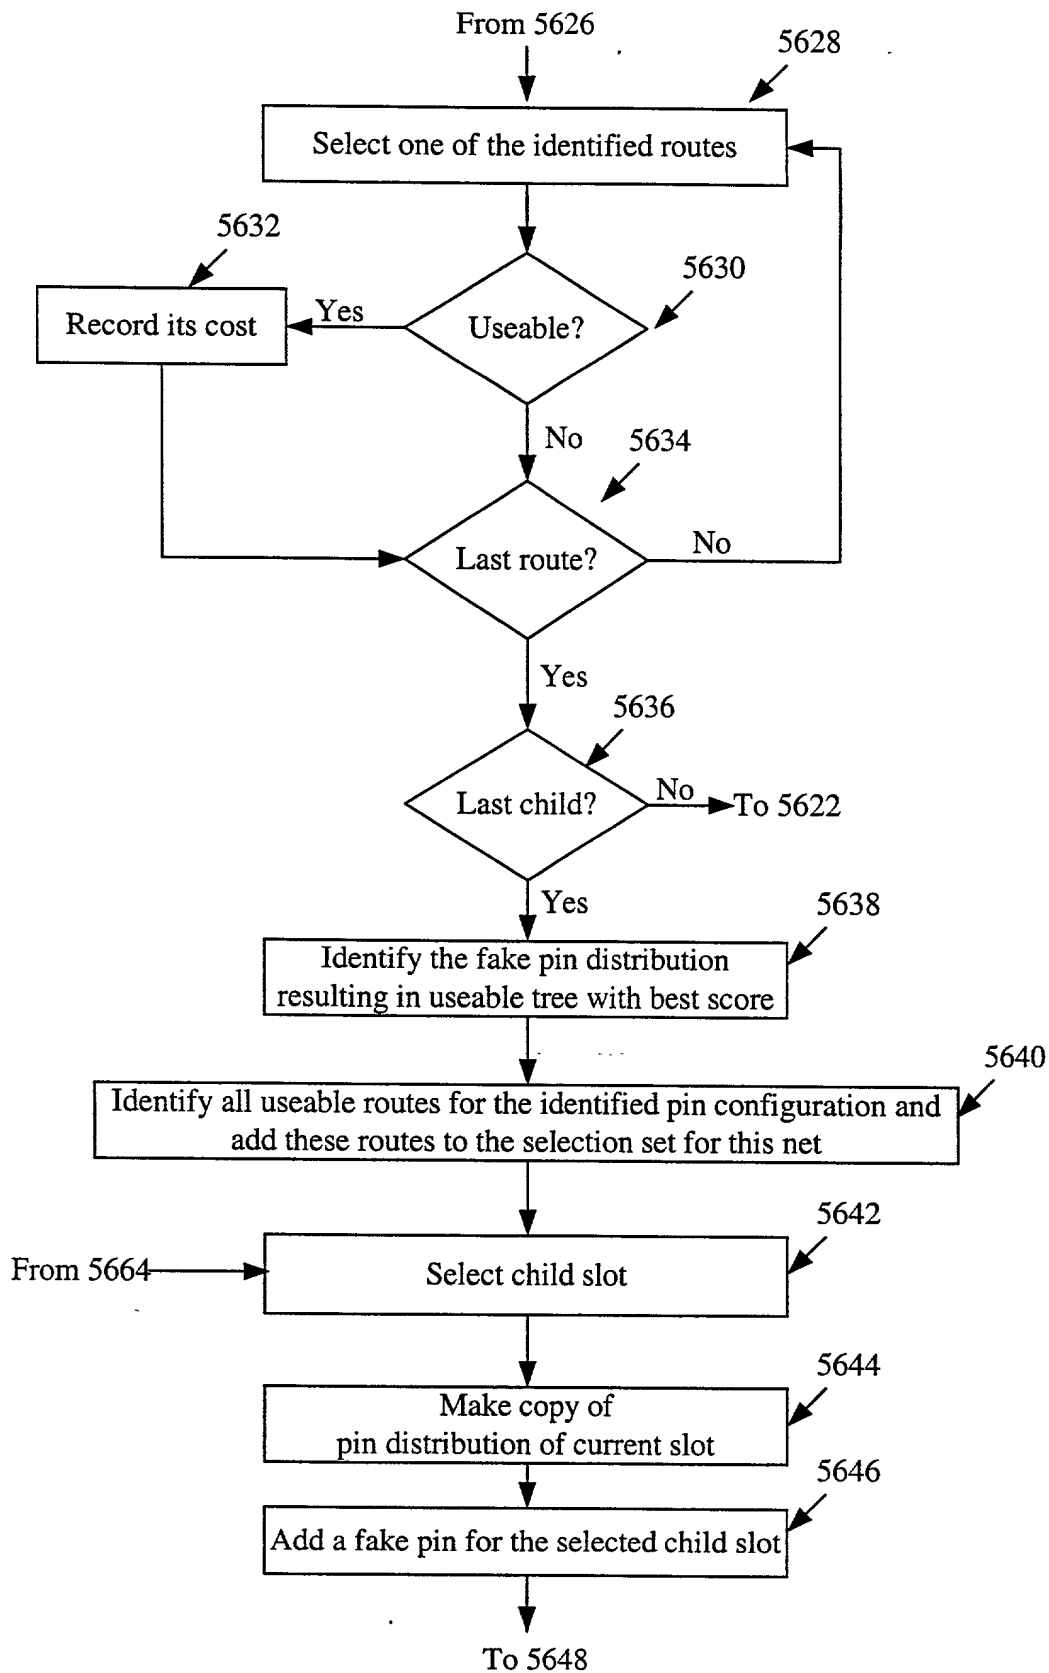 From 5626
5628
Select one of the identified routes
5632
5630
Record its cost
Yes
Useable?
No
5634
Last route?
No
Yes
5636
Last child?
No
To 5622
Yes
5638
Identify the fake pin distribution
resulting in useable tree with best score
5640
Identify all useable routes for the identified pin configuration and
add these routes to the selection set for this net
5642
From 5664
Select child slot
5644
Make copy of
pin distribution of current slot
5646
Add a fake pin for the selected child slot
To 5648